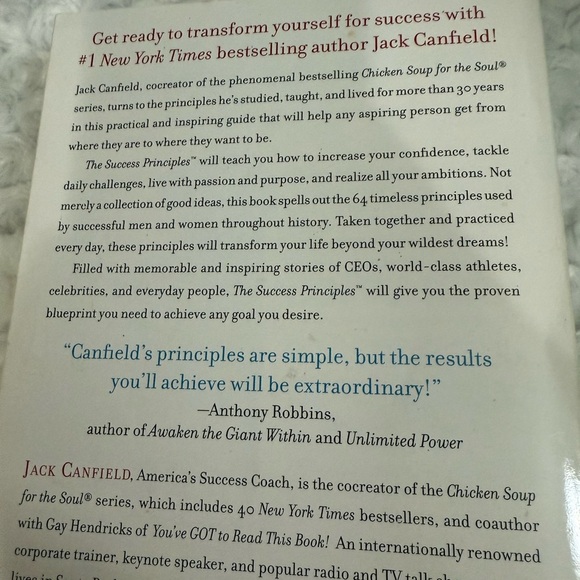 Get ready to transform yourself for success with
#1 New York Times bestselling author Jack Canfield!
Jack Canfield, cocreator of the phenomenal bestselling Chicken Soup for the Soul®
series, turns to the principles he's studied, taught, and lived for more than 30 years
in this practical and inspiring guide that will help any aspiring person get from
where they are to where they want to be.
The Success Principles™ will teach you how to increase your confidence, tackle
daily challenges, live with passion and purpose, and realize all your ambitions. Not
merely a collection of good ideas, this book spells out the 64 timeless principles used
by successful men and women throughout history. Taken together and practiced
every day, these principles will transform your life beyond your wildest dreams!
Filled with memorable and inspiring stories of CEOs, world-class athletes,
celebrities, and everyday people, The Success Principles™ will give you the proven
blueprint you need to achieve any goal you desire.
“Canfield's principles are simple, but the results
you'll achieve will be extraordinary!”
—Anthony Robbins,
author of Awaken the Giant Within and Unlimited Power
JACK CANFIELD, America's Success Coach, is the cocreator of the Chicken Soup
for the Soul® series, which includes 40 New York Times bestsellers, and coauthor
with Gay Hendricks of You've GOT to Read This Book! An internationally renowned
corporate trainer, keynote speaker, and popular radio and TV talk
lives in